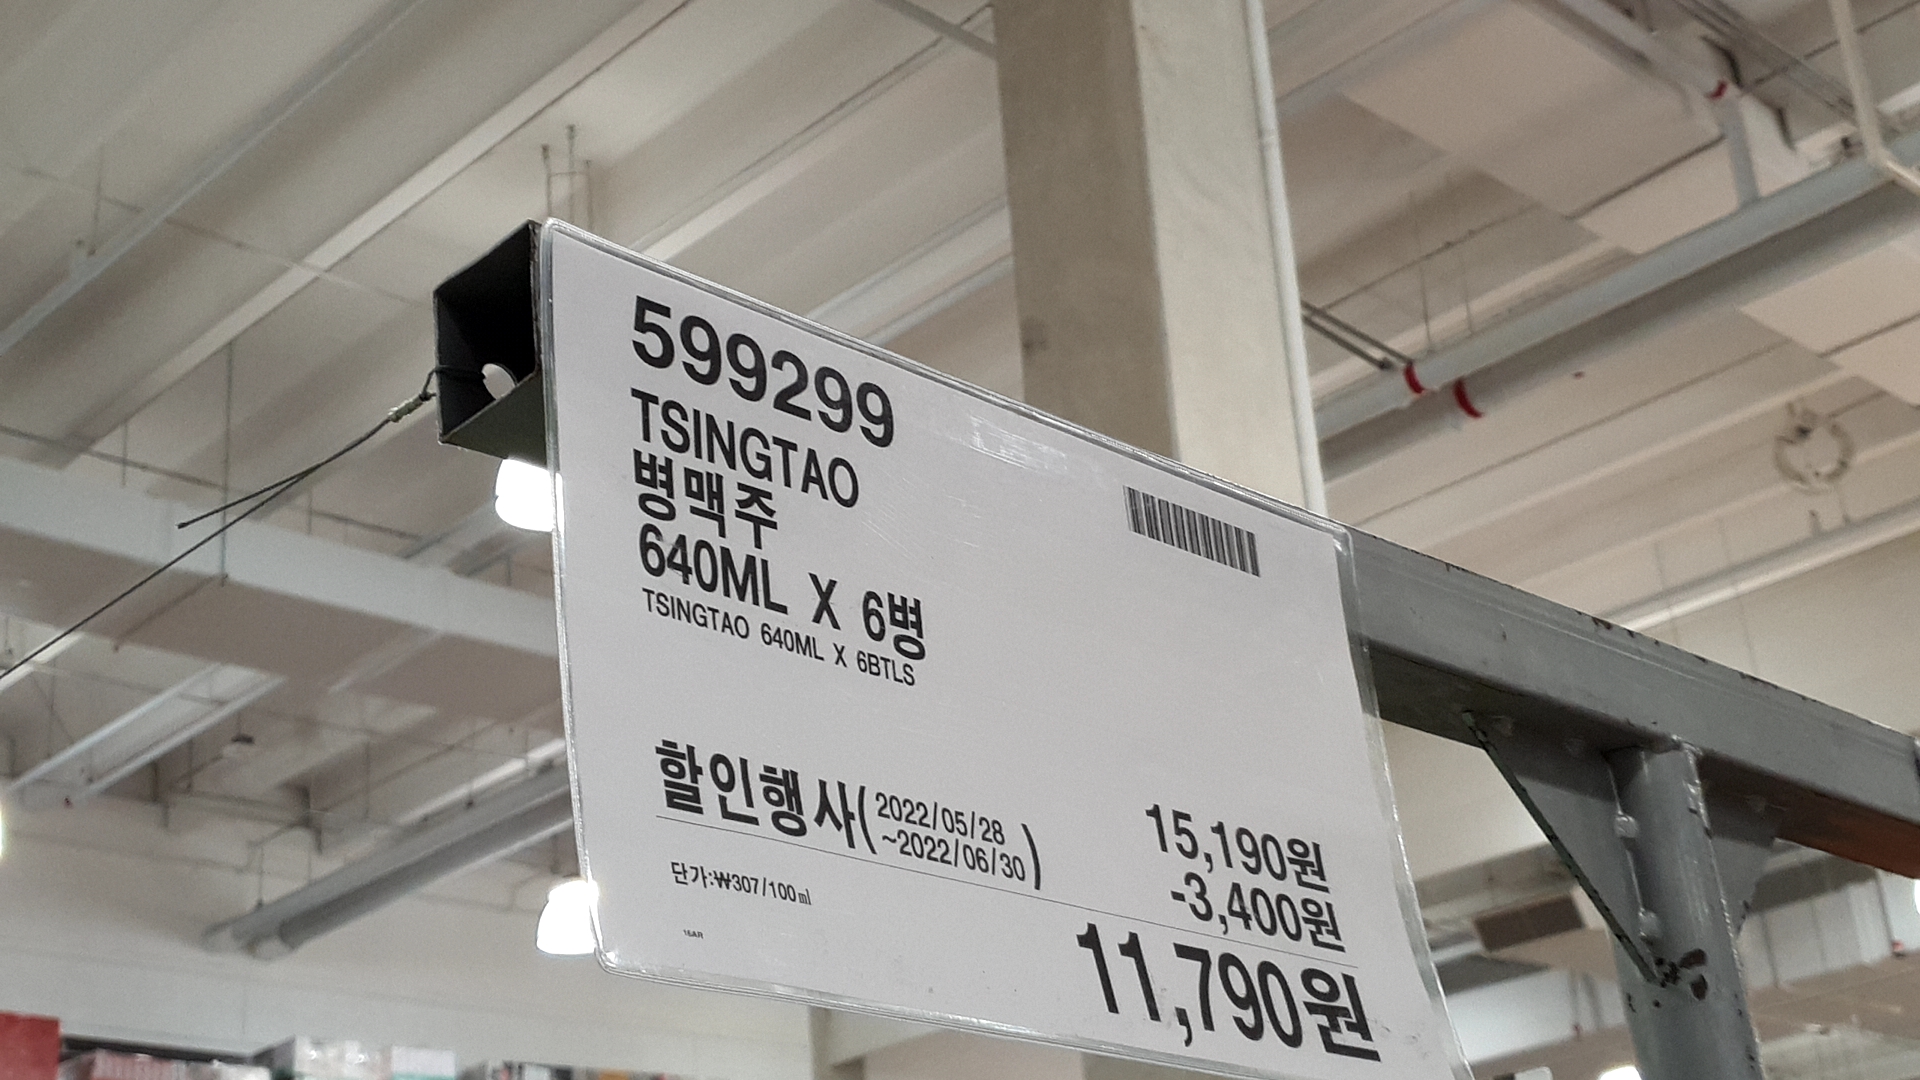 599299
TSINGTAO
병맥주
640ML X 6병
TSINGTAO 640ML X 6BTLS
할인행사(2022/05/28
~2022/06/30)
15,190원
-3,400원
단가:₩307/100㎖
11,790원
16AR